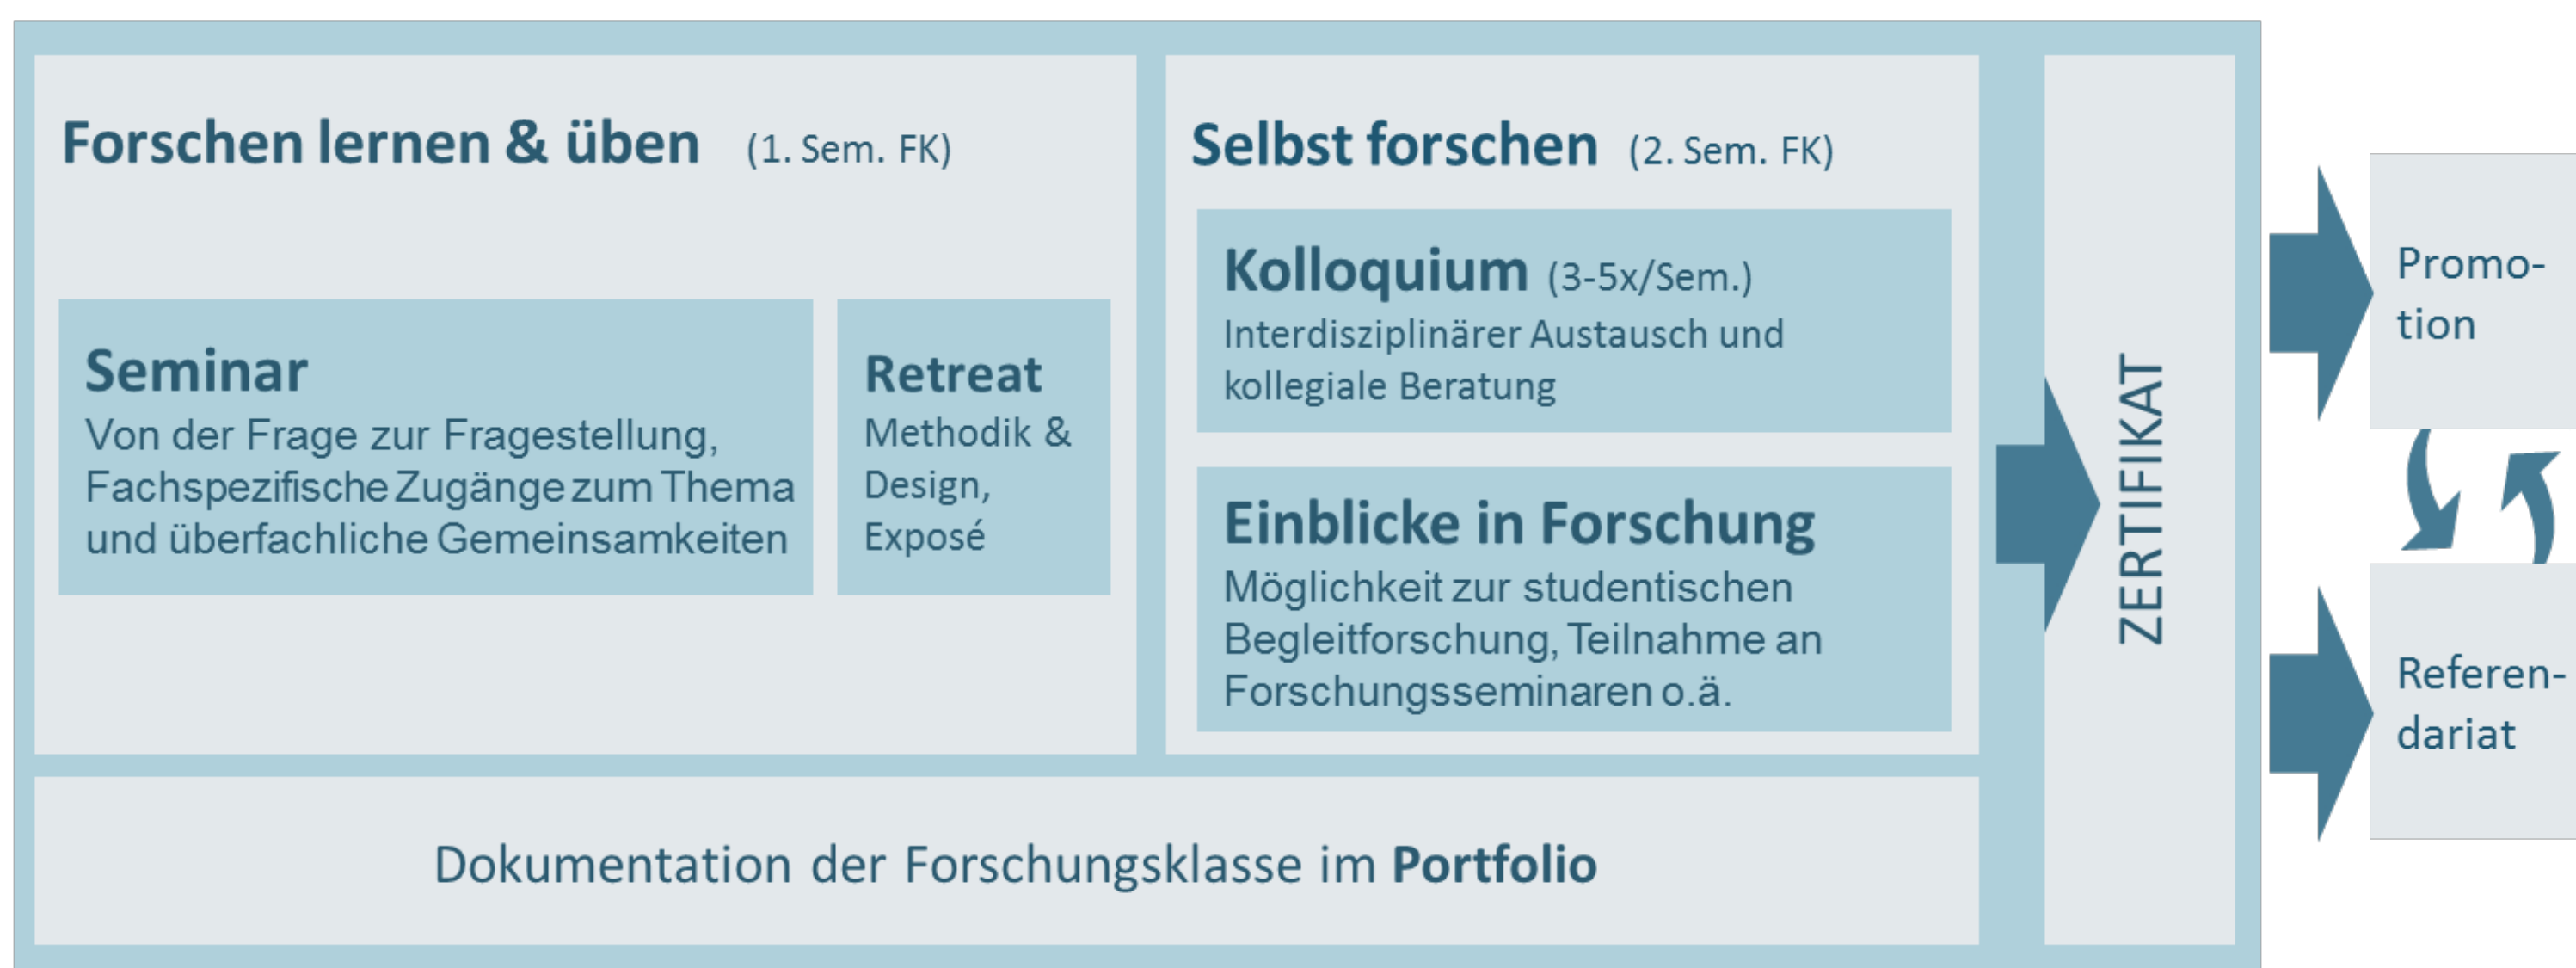 Forschen lernen & üben (1. Sem. FK)
Seminar
Von der Frage zur Fragestellung,
Fachspezifische Zugänge zum Thema
und überfachliche Gemeinsamkeiten
Retreat
Methodik &
Design,
Exposé
Selbst forschen (2. Sem. FK)
Kolloquium (3-5x/Sem.)
Interdisziplinärer Austausch und
kollegiale Beratung
Einblicke in Forschung
Möglichkeit zur studentischen
Begleitforschung, Teilnahme an
Forschungsseminaren o.ä.
Dokumentation der Forschungsklasse im Portfolio
ZERTIFIKAT
Promo-
tion
Referen-
dariat